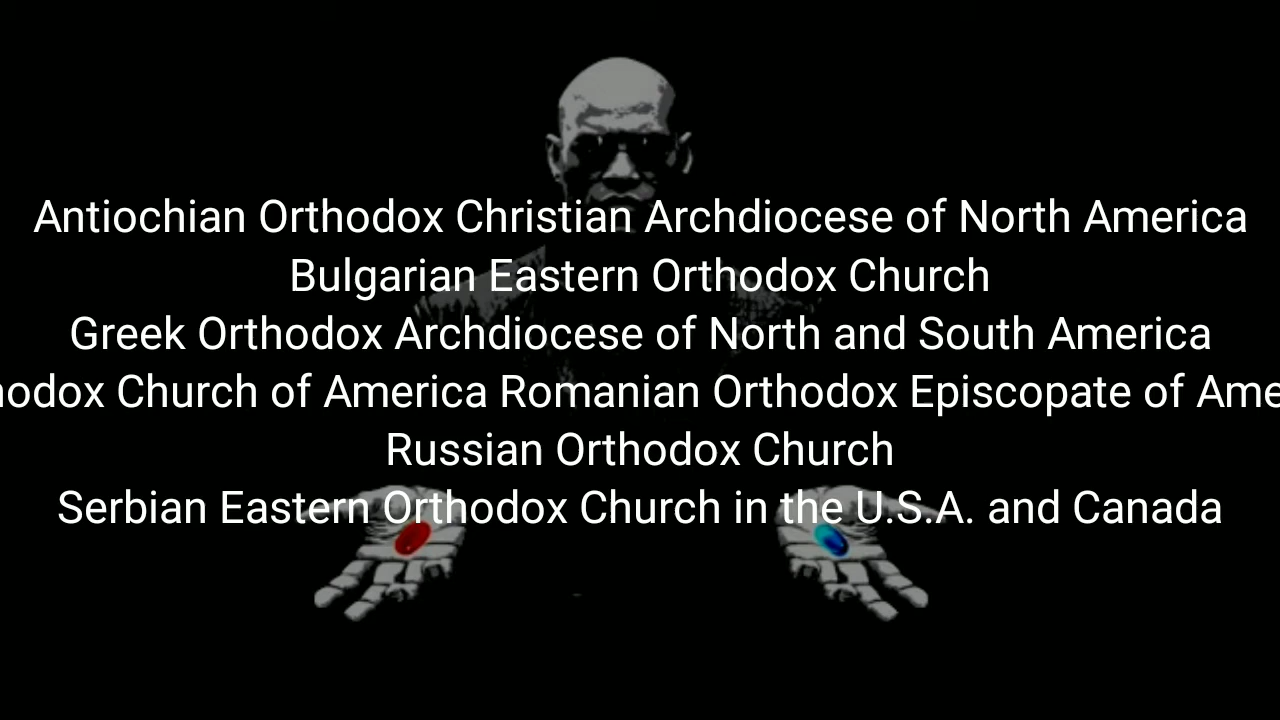 Antiochian Orthodox Christian Archdiocese of North America
Bulgarian Eastern Orthodox Church
Greek Orthodox Archdiocese of North and South America
Church of America Romanian Orthodox Episcopate of
Russian Orthodox Church
Serbian Eastern Orthodox Church in the U.S.A. and Canada